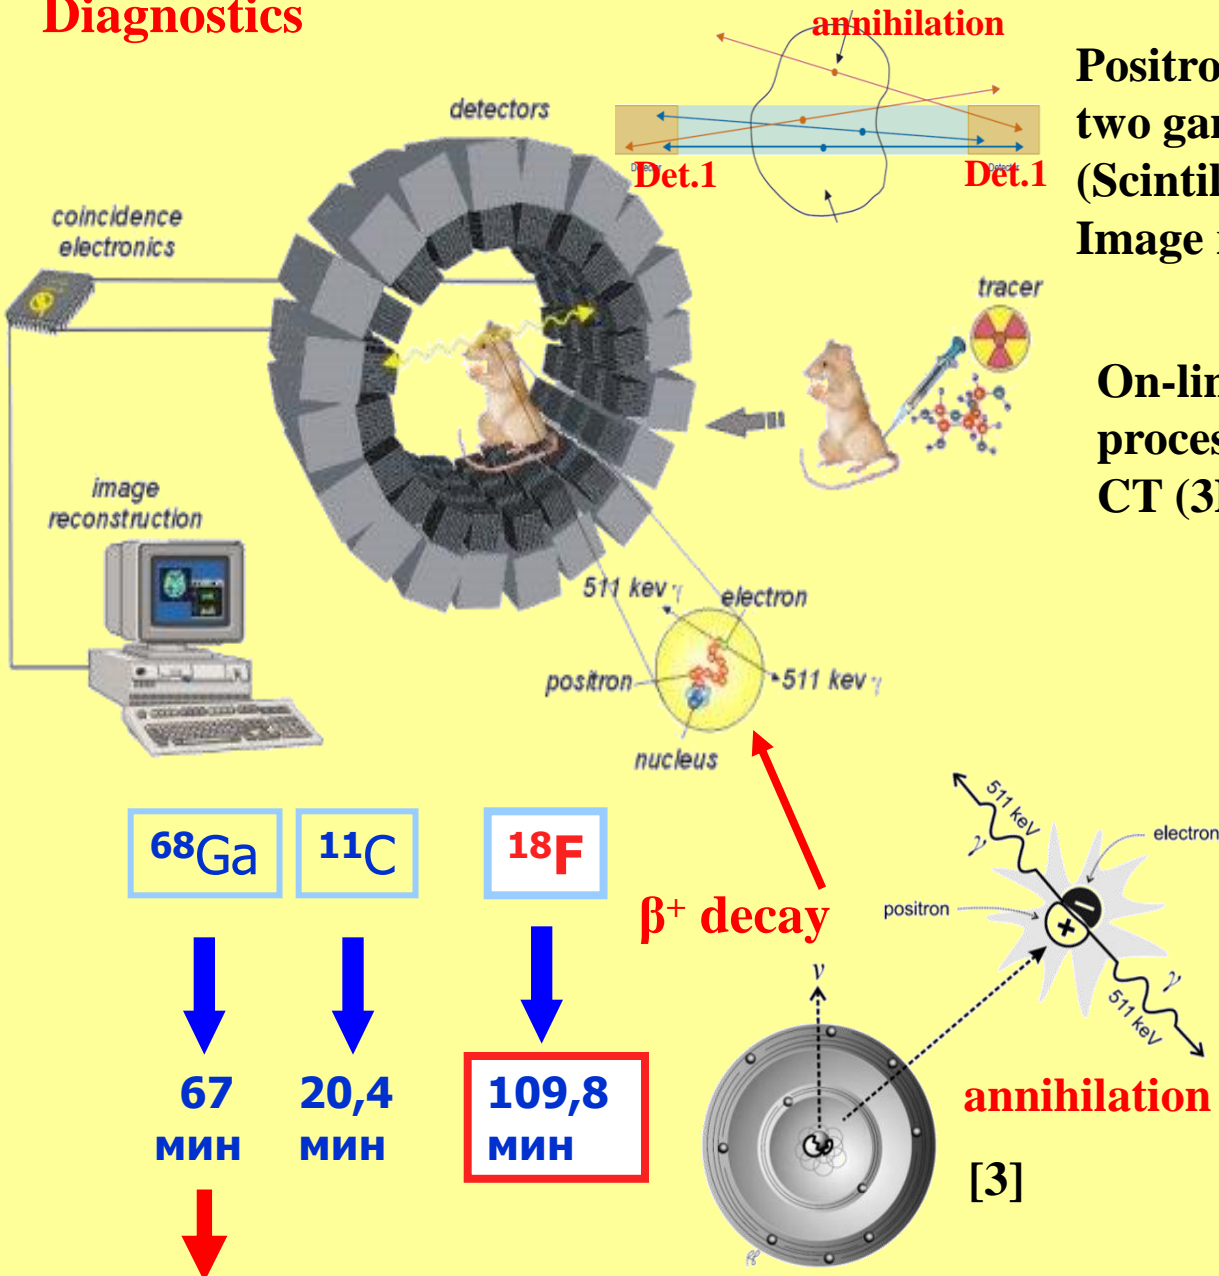 Diagnostics
annihilation
Det.1
Det.1
Detector
Positro
two gar
(Scintil
Image
detectors
coincidence
electronics
tracer
On-lin
proces
CT (3
image
reconstruction
511 kev γ
electron
positron
511 kev γ
nucleus
68Ga
11C
18F
β+ decay
511 keV
γ
electron
positron
γ
511 keV
ν
67
мин
20,4
мин
109,8
мин
annihilation
[3]